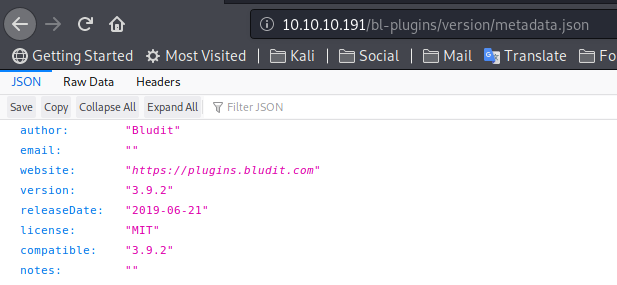 10.10.10.191/bl-plugins/version/metadata.json
Getting Started Most Visited Kali Social Mail Translate Fo
JSON Raw Data Headers
Save Copy Collapse All Expand All Filter JSON
author: "Bludit"
email: ""
website: "https://plugins.bludit.com"
version: "3.9.2"
releaseDate: "2019-06-21"
license: "MIT"
compatible: "3.9.2"
notes: ""